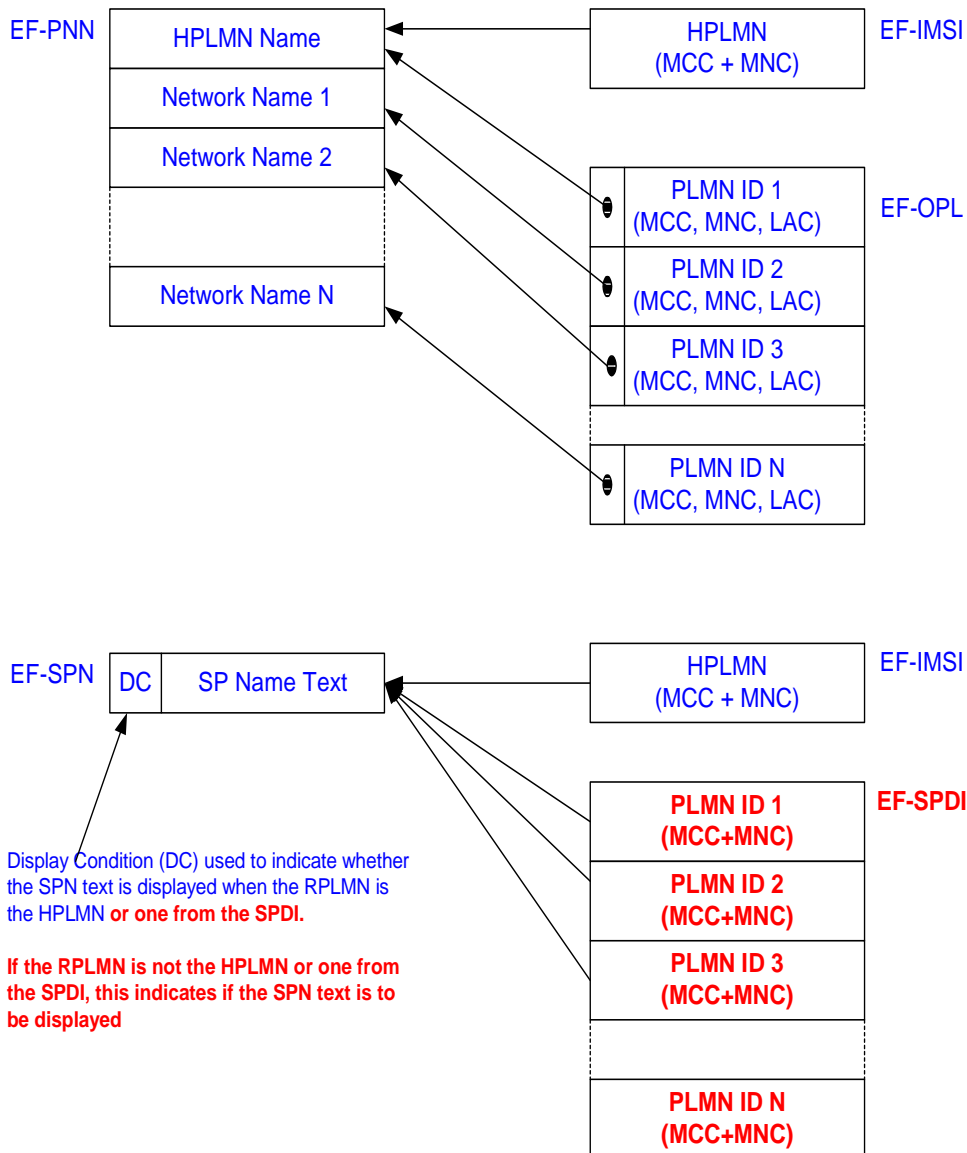 EF-PNN
HPLMN Name
Network Name 1
Network Name 2
Network Name N
HPLMN
(MCC + MNC)
EF-IMSI
PLMN ID 1
(MCC, MNC, LAC)
EF-OPL
PLMN ID 2
(MCC, MNC, LAC)
PLMN ID 3
(MCC, MNC, LAC)
PLMN ID N
(MCC, MNC, LAC)
EF-SPN
DC
SP Name Text
HPLMN
(MCC + MNC)
EF-IMSI
Display Condition (DC) used to indicate whether
the SPN text is displayed when the RPLMN is
the HPLMN or one from the SPDI.
If the RPLMN is not the HPLMN or one from
the SPDI, this indicates if the SPN text is to
be displayed
PLMN ID 1
(MCC+MNC)
EF-SPDI
PLMN ID 2
(MCC+MNC)
PLMN ID 3
(MCC+MNC)
PLMN ID N
(MCC+MNC)